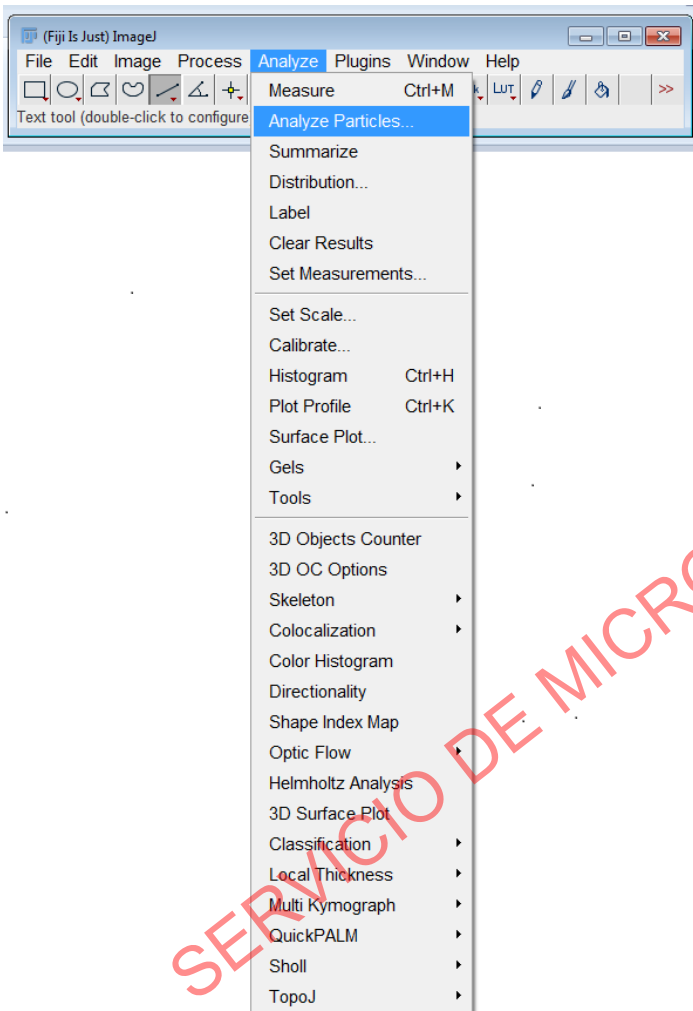 (Fiji Is Just) ImageJ
File Edit Image Process Analyze Plugins Window Help
LUT >>
Text tool (double-click to configure
Measure Ctrl+M
Analyze Particles...
Summarize
Distribution...
Label
Clear Results
Set Measurements...
Set Scale...
Calibrate...
Histogram Ctrl+H
Plot Profile Ctrl+K
Surface Plot...
Gels
Tools
3D Objects Counter
3D OC Options
Skeleton
Colocalization
Color Histogram
Directionality
Shape Index Map
Optic Flow
Helmholtz Analysis
3D Surface Plot
Classification
Local Thickness
Multi Kymograph
QuickPALM
Sholl
TopoJ
SERVICIO DE MICRO